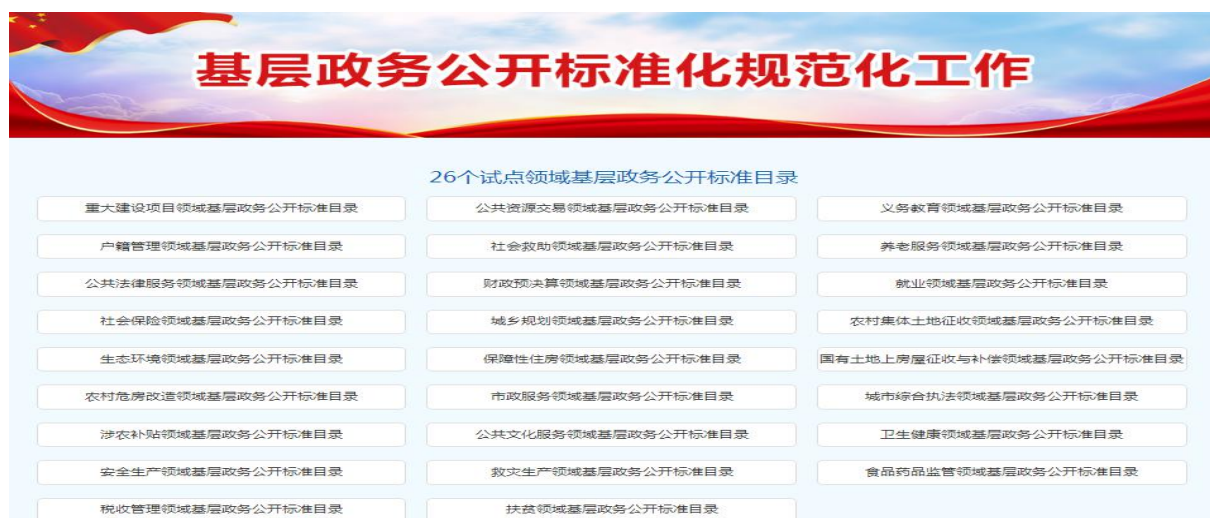 基层政务公开标准化规范化工作
26个试点领域基层政务公开标准目录
重大建设项目领域基层政务公开标准目录
公共资源交易领域基层政务公开标准目录
义务教育领域基层政务公开标准目录
户籍管理领域基层政务公开标准目录
社会救助领域基层政务公开标准目录
养老服务领域基层政务公开标准目录
公共法律服务领域基层政务公开标准目录
财政预决算领域基层政务公开标准目录
就业领域基层政务公开标准目录
社会保险领域基层政务公开标准目录
城乡规划领域基层政务公开标准目录
农村集体土地征收领域基层政务公开标准目录
生态环境领域基层政务公开标准目录
保障性住房领域基层政务公开标准目录
国有土地上房屋征收与补偿领域基层政务公开标准目录
农村危房改造领域基层政务公开标准目录
市政服务领域基层政务公开标准目录
城市综合执法领域基层政务公开标准目录
涉农补贴领域基层政务公开标准目录
公共文化服务领域基层政务公开标准目录
卫生健康领域基层政务公开标准目录
安全生产领域基层政务公开标准目录
救灾生产领域基层政务公开标准目录
食品药品监管领域基层政务公开标准目录
税收管理领域基层政务公开标准目录
扶贫领域基层政务公开标准目录